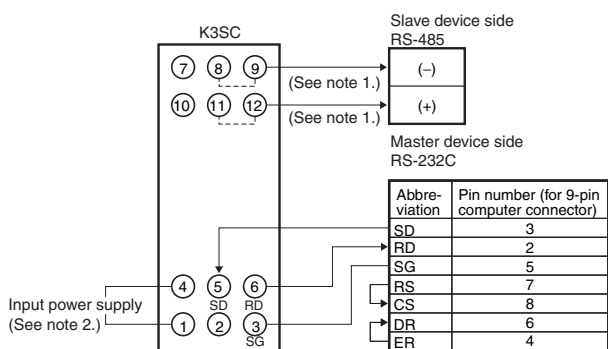 Slave device side
RS-485
K3SC
7 8 9
(See note 1.)
(−)
10 11 12
(See note 1.)
(+)
Master device side
RS-232C
Abbre-
viation
Pin number (for 9-pin
computer connector)
SD 3
RD 2
SG 5
RS 7
CS 8
DR 6
ER 4
4 5 6
SD RD
Input power supply
(See note 2.)
1 2 3
SG